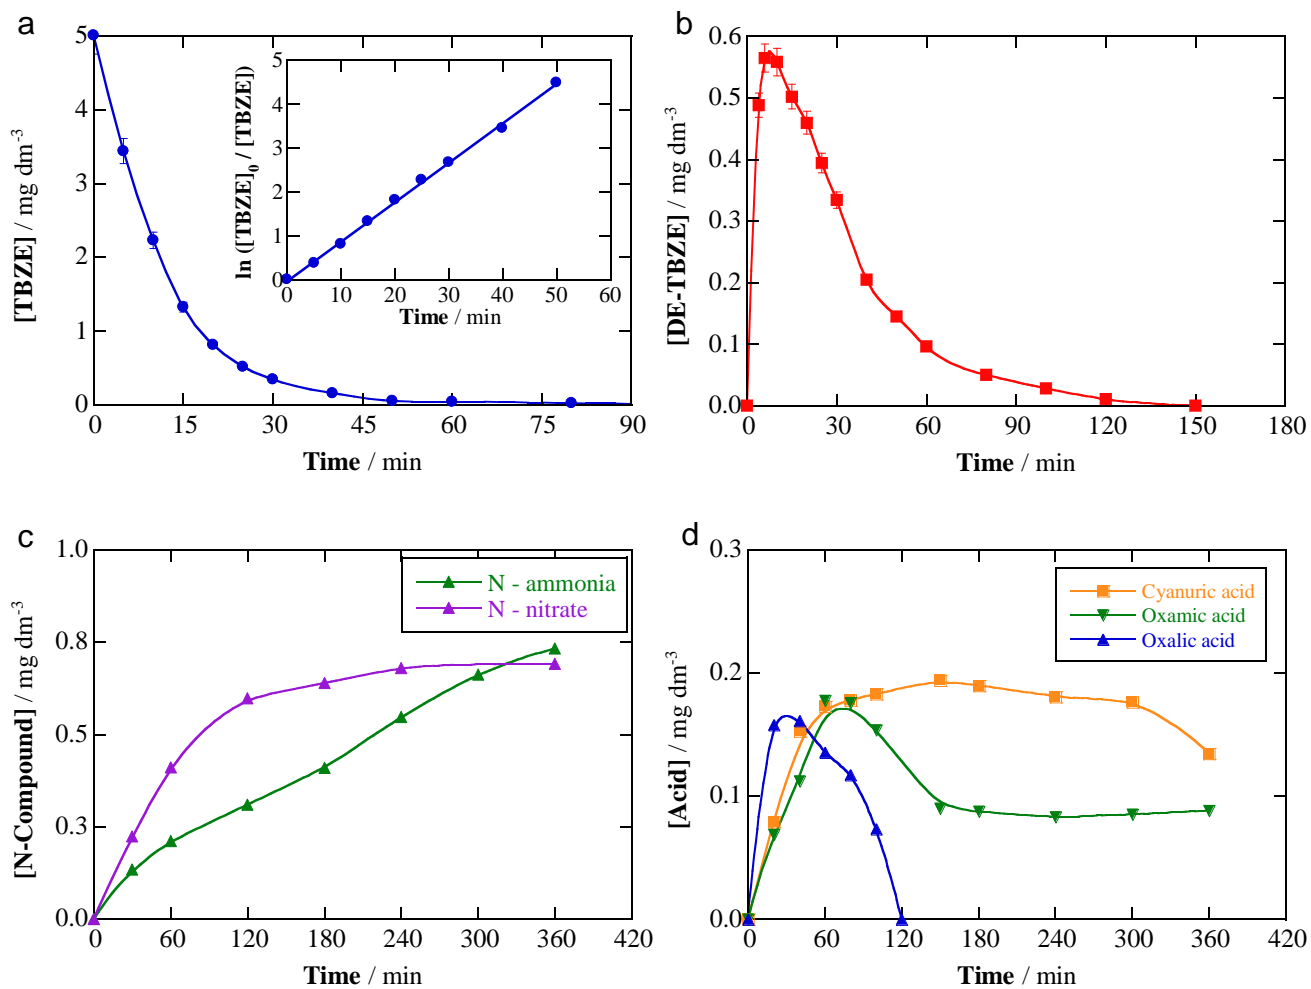 a
[TBZE] / mg dm-3
5
4
3
2
1
0
0 15 30 45 60 75 90
Time / min
ln ([TBZE]0 / [TBZE])
5
4
3
2
1
0
0 10 20 30 40 50 60
Time / min
b
[DE-TBZE] / mg dm-3
0.6
0.5
0.4
0.3
0.2
0.1
0.0
0 30 60 90 120 150 180
Time / min
c
[N-Compound] / mg dm-3
1.0
0.8
0.5
0.3
0.0
0 60 120 180 240 300 360 420
Time / min
N - ammonia
N - nitrate
d
[Acid] / mg dm-3
0.3
0.2
0.1
0.0
0 60 120 180 240 300 360 420
Time / min
Cyanuric acid
Oxamic acid
Oxalic acid